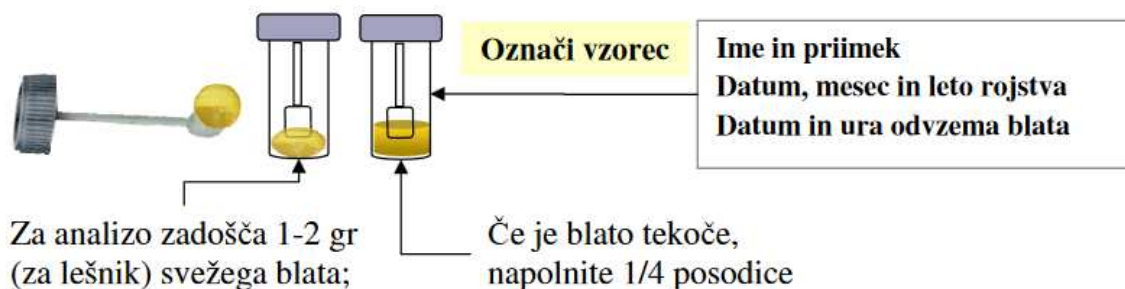 Označi vzorec
Ime in priimek
Datum, mesec in leto rojstva
Datum in ura odvzema blata
Za analizo zadošča 1-2 gr
(za lešnik) svežega blata;
Če je blato tekoče,
napolnite 1/4 posodice